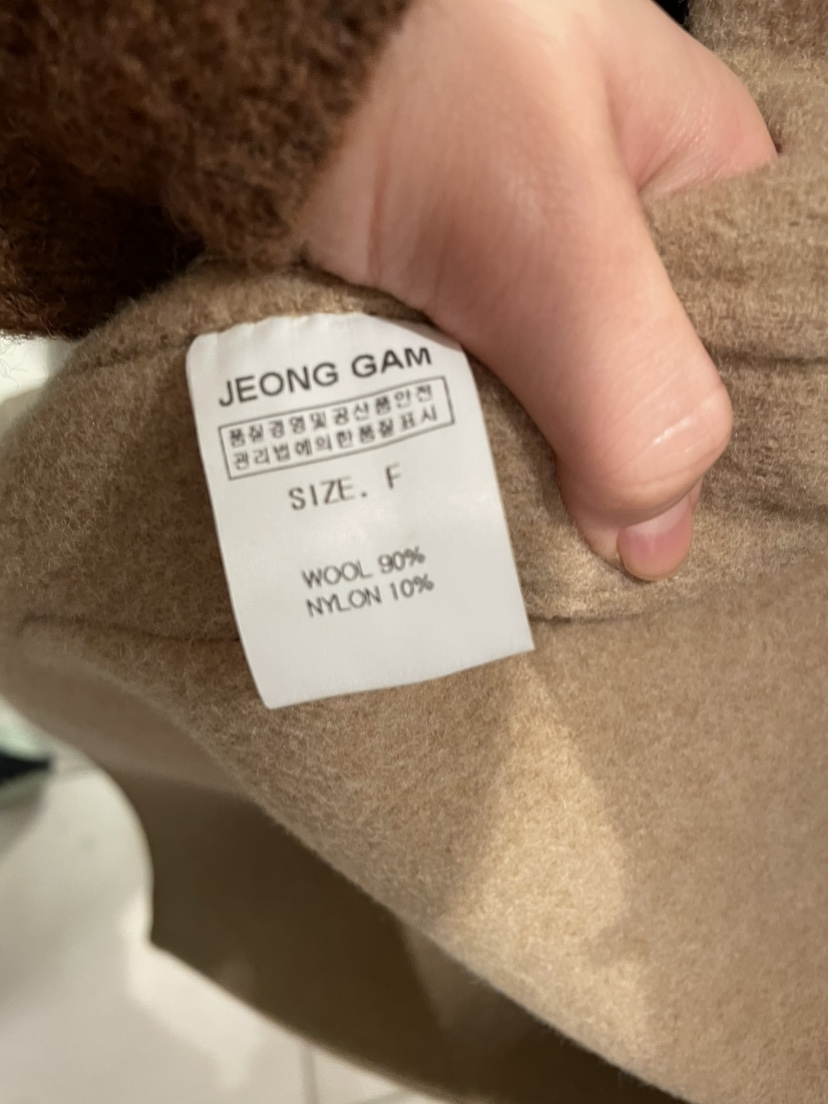 JEONG GAM
품질경영및공산품안전
관리법에의한품질표시
SIZE. F
WOOL 90%
NYLON 10%